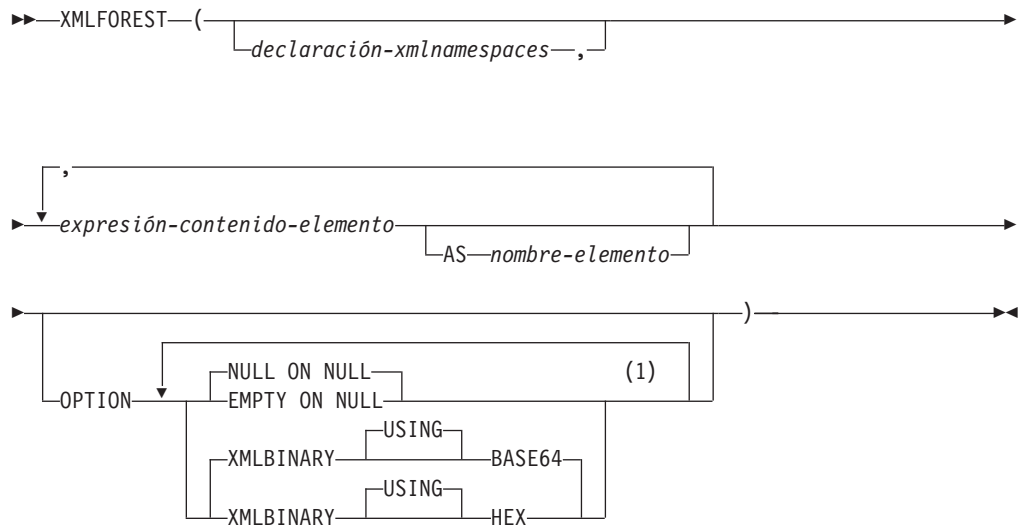 XMLFOREST (
declaración-xmlnamespaces ,
,
expresión-contenido-elemento
AS nombre-elemento
)
NULL ON NULL (1)
OPTION EMPTY ON NULL
USING
XMLBINARY BASE64
USING
XMLBINARY HEX